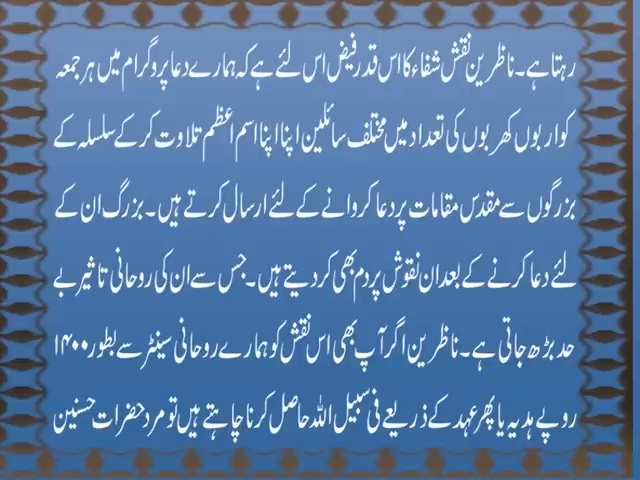 رہتا ہے۔ ناظرین نقش شفاء کا اس قدر فیض اس لئے ہے کہ ہمارے دعا پروگرام میں ہر جمعہ
کو اربوں کھربوں کی تعداد میں مختلف سائلین اپنا اپنا اسم اعظم تلاوت کر کے سلسلہ کے
بزرگوں سے مقدس مقامات پر دعا کروانے کے لئے ارسال کرتے ہیں۔ بزرگ ان کے
لئے دعا کرنے کے بعد ان نقوش پر دم بھی کر دیتے ہیں۔ جس سے ان کی روحانی تاثیر بے
حد بڑھ جاتی ہے۔ ناظرین اگر آپ بھی اس نقش کو ہمارے روحانی سینٹر سے بطور ۱۴۰۰
روپے ہدیہ یا پھر عہد کے ذریعے فی سبیل اللہ حاصل کرنا چاہتے ہیں تو مرد حضرات حسنین